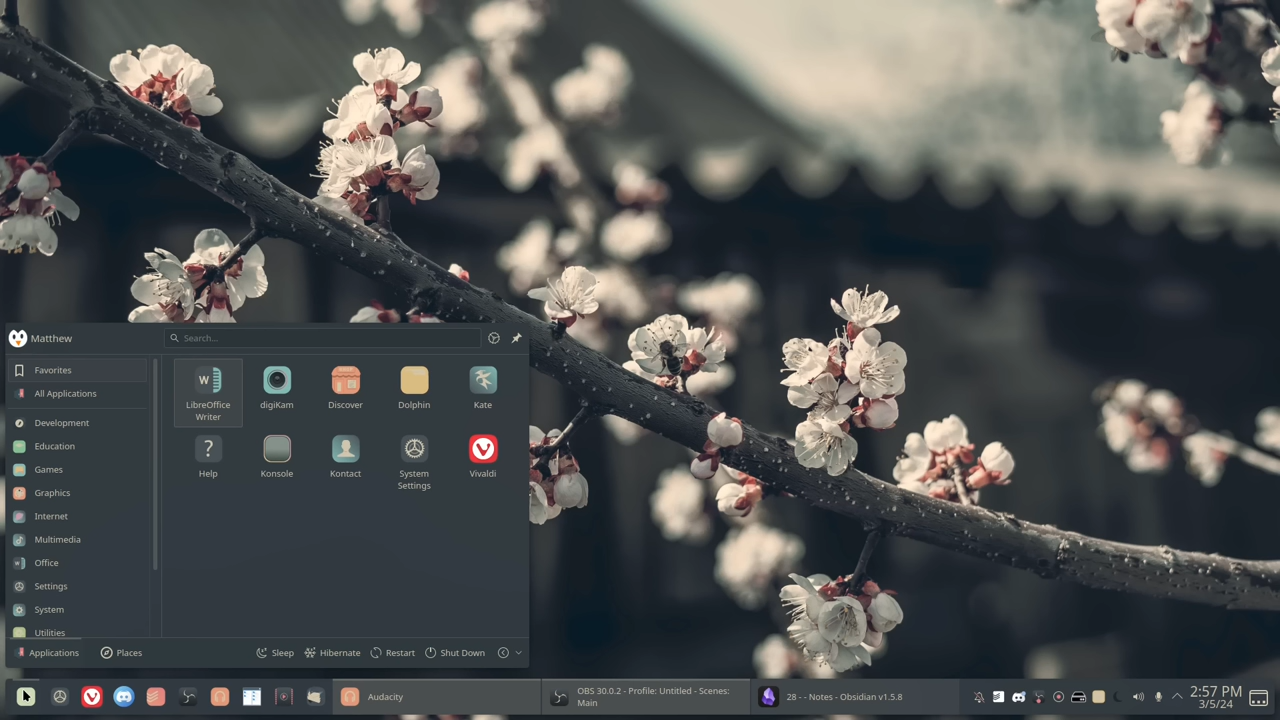 Matthew
Search...
Favorites
All Applications
Development
Education
Games
Graphics
Internet
Multimedia
Office
Settings
System
Utilities
W
LibreOffice
Writer
digiKam
Discover
Dolphin
Kate
?
Help
Konsole
Kontact
System
Settings
Vivaldi
Applications
Places
Sleep
Hibernate
Restart
Shut Down
Audacity
OBS 30.0.2 - Profile: Untitled - Scenes:
Main
28 - - Notes - Obsidian v1.5.8
2:57 PM
3/5/24